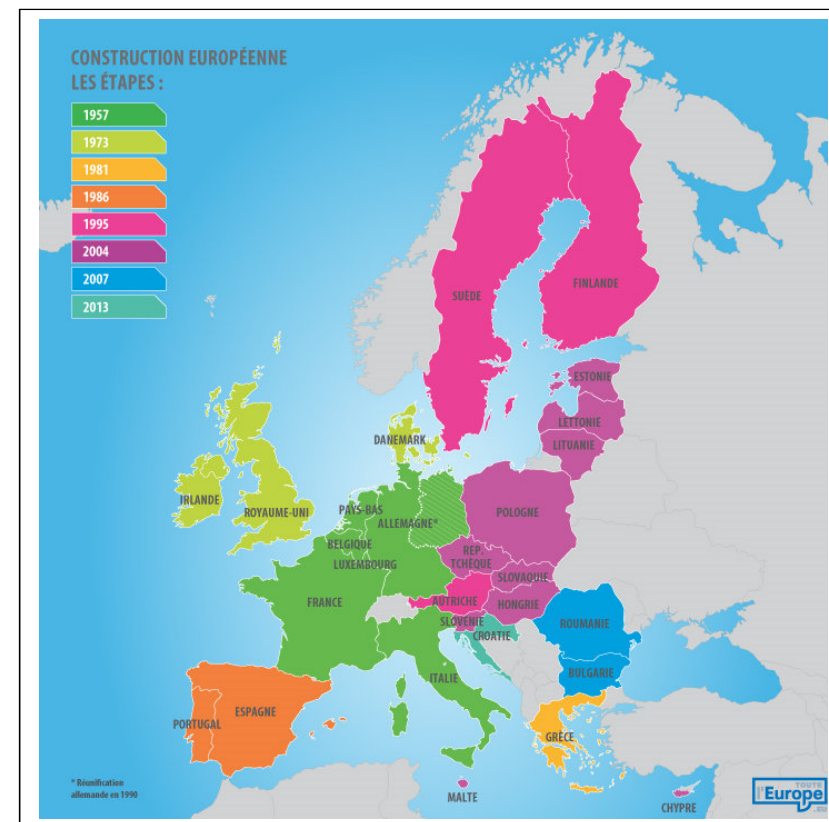 CONSTRUCTION EUROPÉENNE
LES ÉTAPES :
1957
1973
1981
1986
1995
2004
2007
2013
SUÈDE
FINLANDE
ESTONIE
LETTONIE
LITUANIE
DANEMARK
IRLANDE
ROYAUME-UNI
PAYS-BAS
ALLEMAGNE*
POLOGNE
BELGIQUE
LUXEMBOURG
REP.
TCHÈQUE
SLOVAQUIE
FRANCE
AUTRICHE
HONGRIE
SLOVÉNIE
CROATIE
ROUMANIE
BULGARIE
ITALIE
PORTUGAL
ESPAGNE
GRÈCE
MALTE
CHYPRE
* Réunification
allemande en 1990
TOUTE
l'Europe
.eu